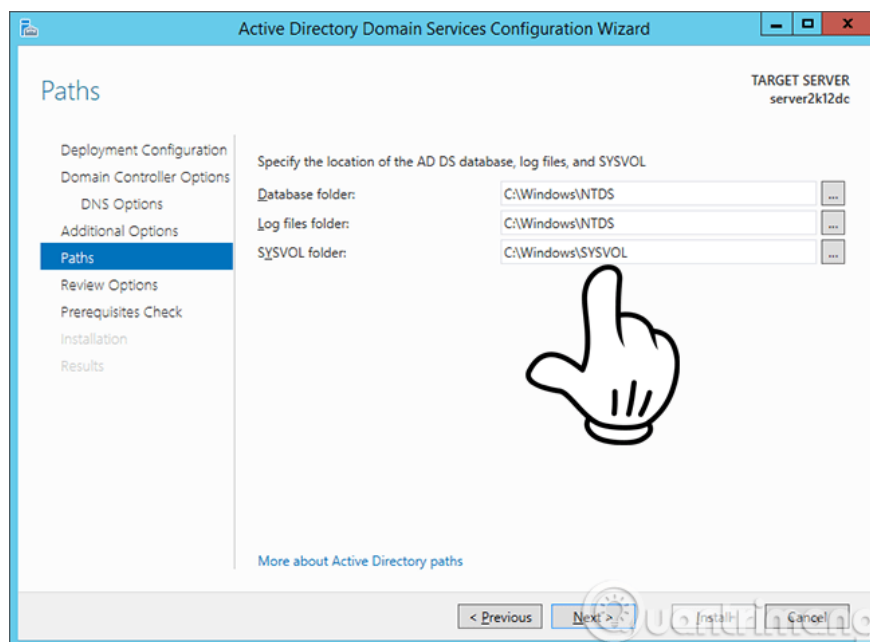 Active Directory Domain Services Configuration Wizard
Paths
TARGET SERVER
server2k12dc
Deployment Configuration
Domain Controller Options
DNS Options
Additional Options
Paths
Review Options
Prerequisites Check
Installation
Results
Specify the location of the AD DS database, log files, and SYSVOL
Database folder: C:\Windows\NTDS ...
Log files folder: C:\Windows\NTDS ...
SYSVOL folder: C:\Windows\SYSVOL ...
More about Active Directory paths
< Previous Next > Install Cancel
Quantrimang